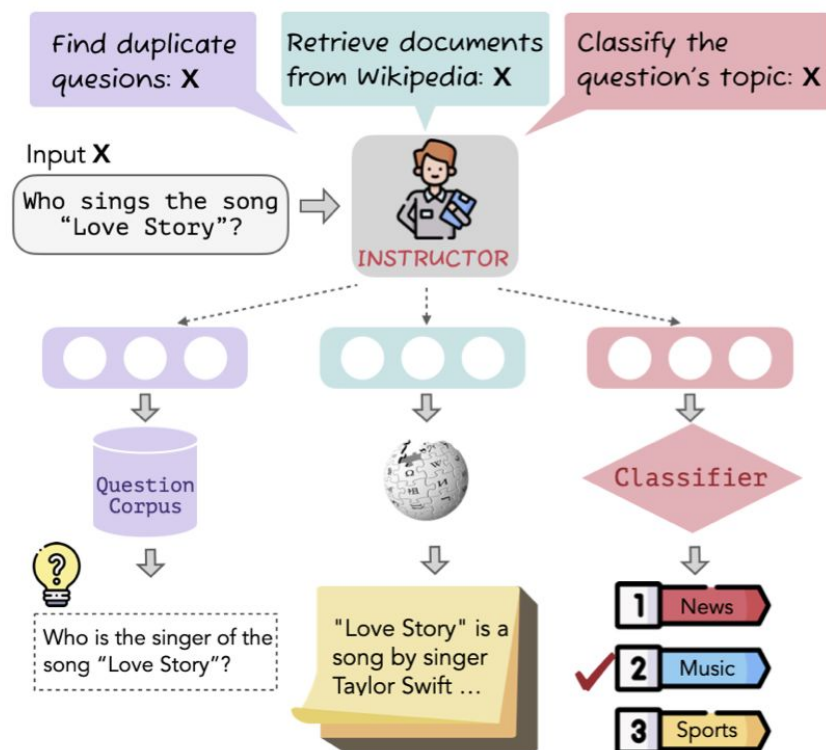 Find duplicate
quesions: X
Retrieve documents
from Wikipedia: X
Classify the
question's topic: X
Input X
Who sings the song
“Love Story”?
INSTRUCTOR
Question
Corpus
Classifier
Who is the singer of the
song “Love Story”?
"Love Story" is a
song by singer
Taylor Swift ...
1 News
2 Music
3 Sports